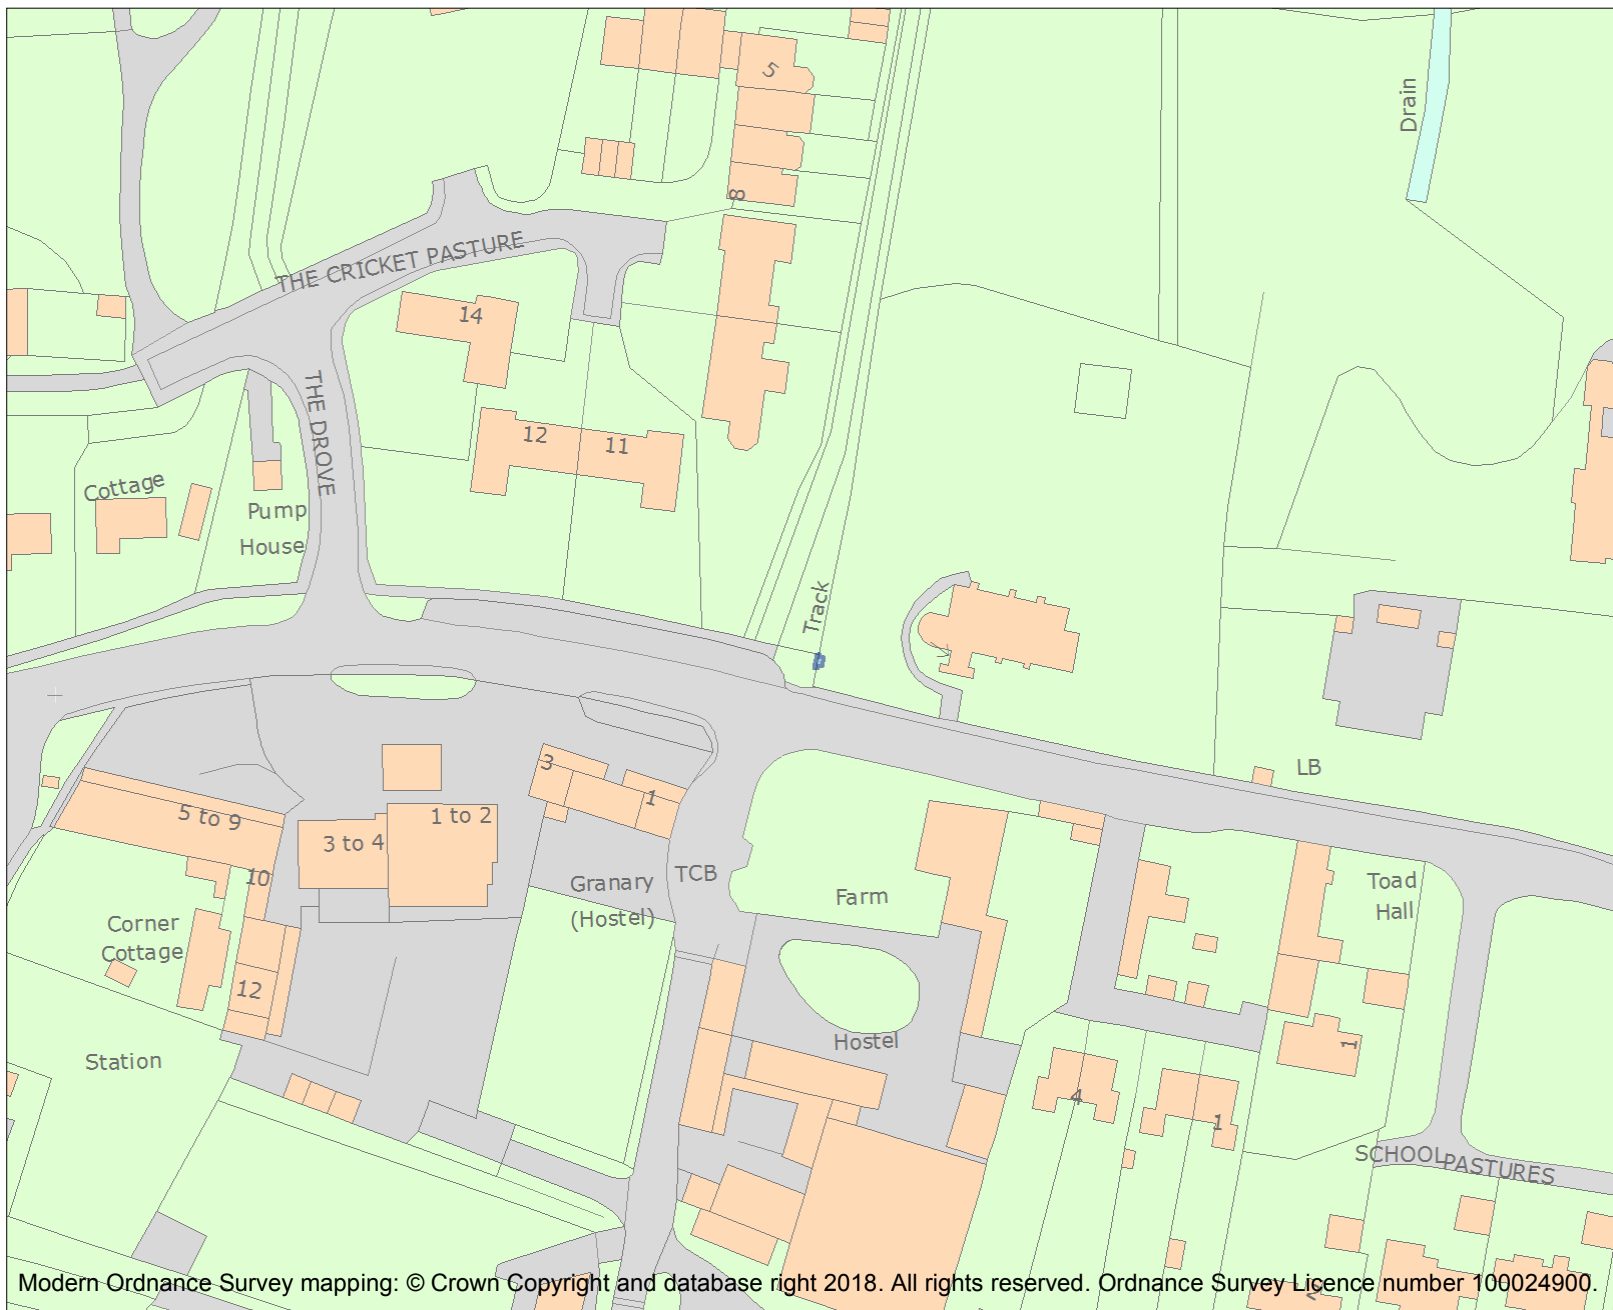 5
Drain
8
THE CRICKET PASTURE
14
THE DROVE
12
11
Cottage
Pump
House
Track
LB
3
1
5 to 9
3 to 4
1 to 2
TCB
10
Granary
(Hostel)
Farm
Toad
Hall
Corner
Cottage
12
Hostel
1
Station
4
1
SCHOOL PASTURES
Modern Ordnance Survey mapping: © Crown Copyright and database right 2018. All rights reserved. Ordnance Survey Licence number 100024900.